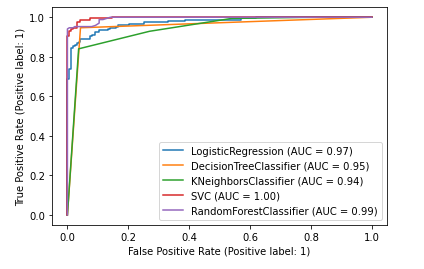 1.0
0.8
0.6
0.4
0.2
0.0
True Positive Rate (Positive label: 1)
LogisticRegression (AUC = 0.97)
DecisionTreeClassifier (AUC = 0.95)
KNeighborsClassifier (AUC = 0.94)
SVC (AUC = 1.00)
RandomForestClassifier (AUC = 0.99)
0.0 0.2 0.4 0.6 0.8 1.0
False Positive Rate (Positive label: 1)